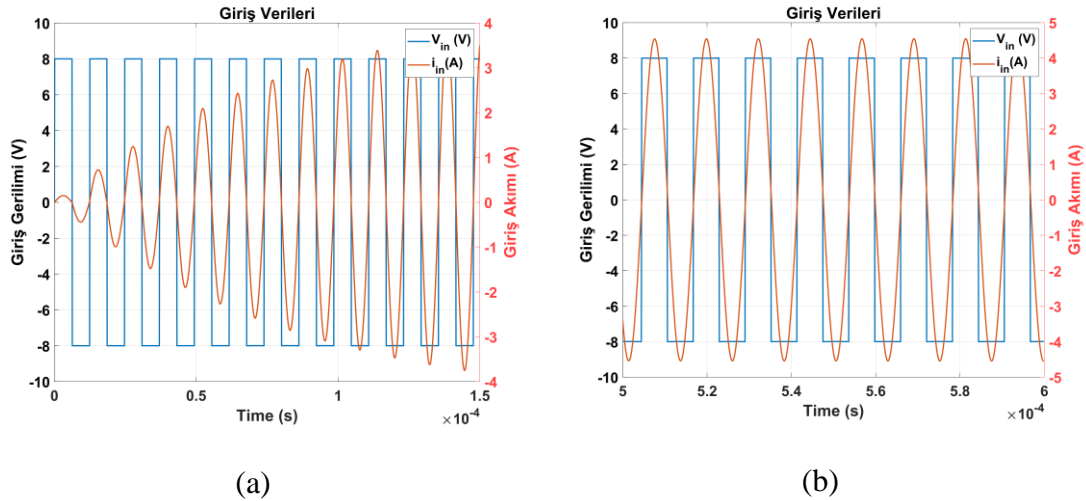 Giriş Verileri
V_in (V)
i_in(A)
Giriş Gerilimi (V)
10
8
6
4
2
0
-2
-4
-6
-8
-10
4
3
2
1
0
-1
-2
-3
-4
Giriş Akımı (A)
0 0.5 1 1.5
Time (s)
×10^-4
(a)
Giriş Verileri
V_in (V)
i_in(A)
Giriş Gerilimi (V)
10
8
6
4
2
0
-2
-4
-6
-8
-10
5
4
3
2
1
0
-1
-2
-3
-4
-5
Giriş Akımı (A)
5 5.2 5.4 5.6 5.8 6
Time (s)
×10^-4
(b)